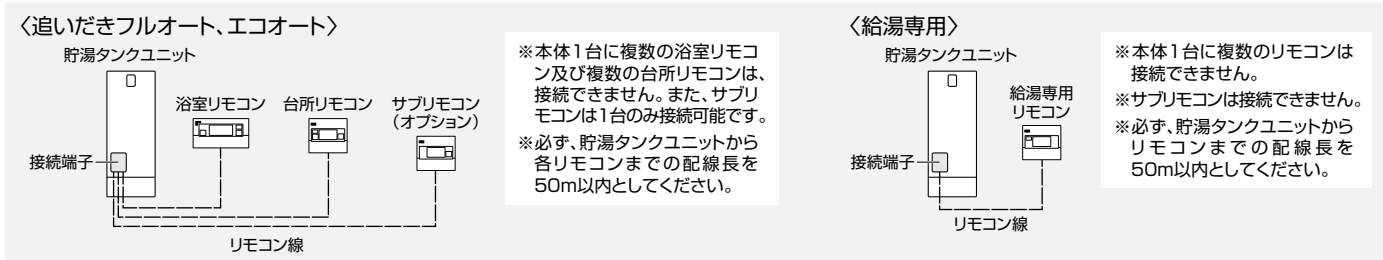 〈追いだきフルオート、エコオート〉
貯湯タンクユニット
浴室リモコン
台所リモコン
サブリモコン
（オプション）
接続端子
リモコン線
※本体1台に複数の浴室リモコ
ン及び複数の台所リモコンは、
接続できません。また、サブリ
モコンは1台のみ接続可能です。
※必ず、貯湯タンクユニットから
各リモコンまでの配線長を
50m以内としてください。
〈給湯専用〉
貯湯タンクユニット
給湯専用
リモコン
接続端子
リモコン線
※本体1台に複数のリモコンは
接続できません。
※サブリモコンは接続できません。
※必ず、貯湯タンクユニットから
リモコンまでの配線長を
50m以内としてください。